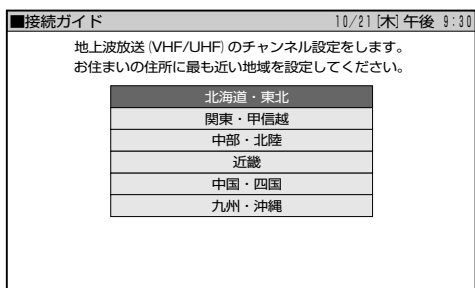 ■接続ガイド 10/21[木]午後 9:30
地上波放送(VHF/UHF)のチャンネル設定をします。
お住まいの住所に最も近い地域を設定してください。
北海道・東北
関東・甲信越
中部・北陸
近畿
中国・四国
九州・沖縄